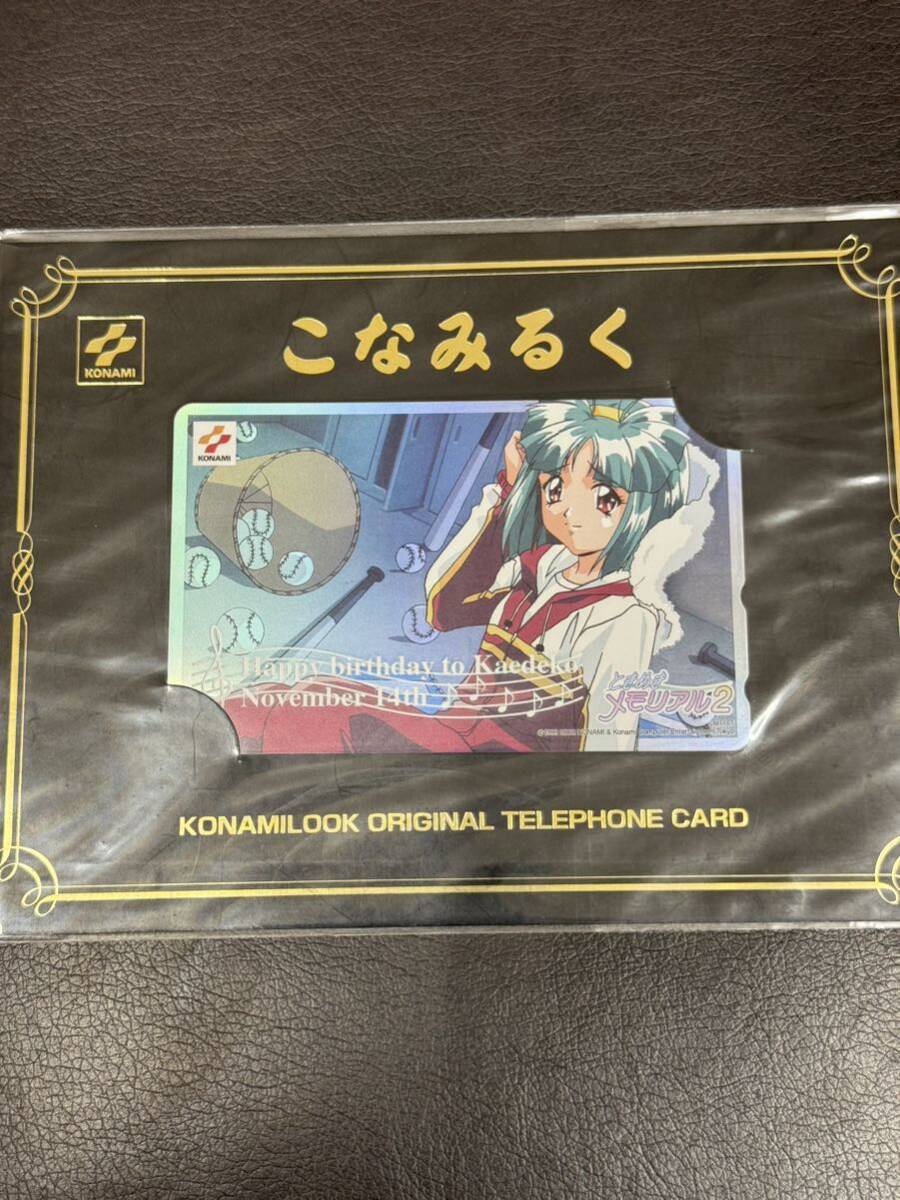 こなみるく
KONAMI
KONAMI
Happy birthday to Kaedeko
November 14th
ときめき
メモリアル2
KONAMILOOK ORIGINAL TELEPHONE CARD